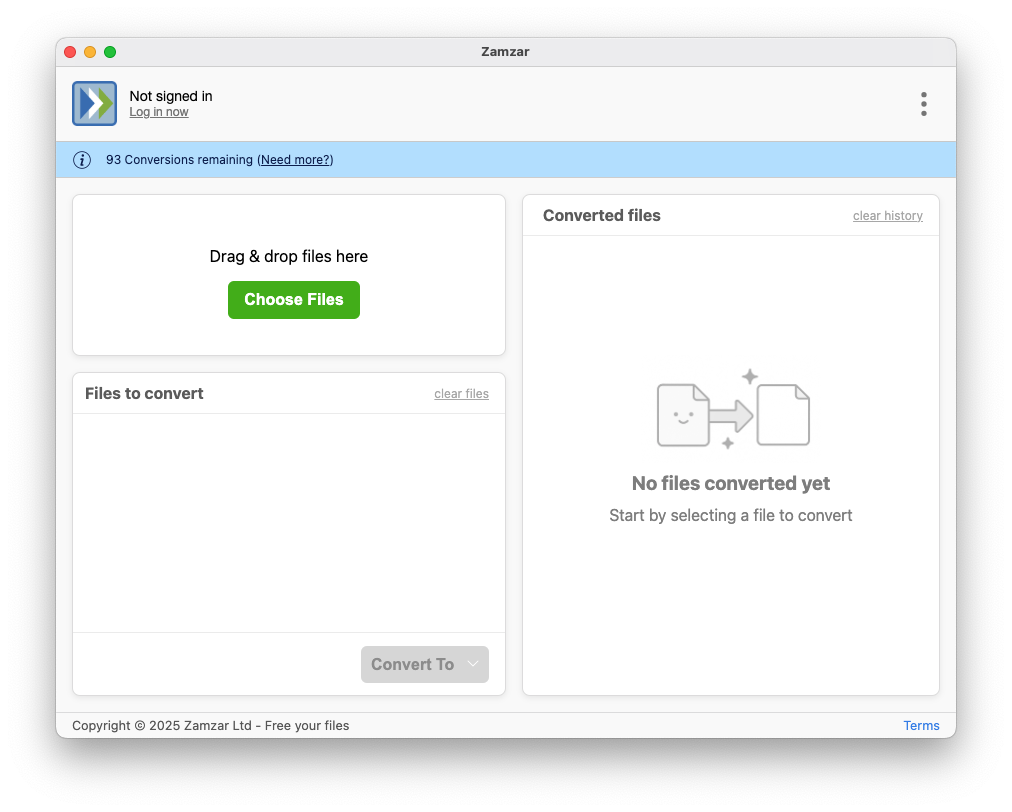 Zamzar
Not signed in
Log in now
93 Conversions remaining (Need more?)
Drag & drop files here
Choose Files
Files to convert
clear files
Convert To
Converted files
clear history
No files converted yet
Start by selecting a file to convert
Copyright © 2025 Zamzar Ltd - Free your files
Terms